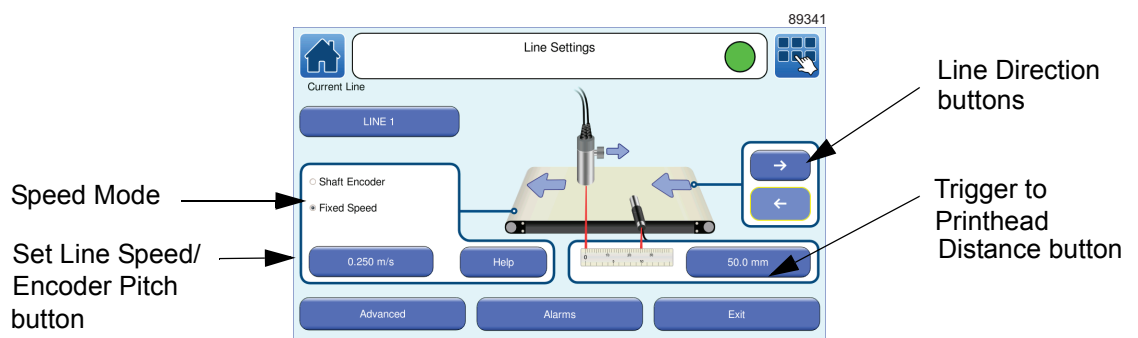 89341
Line Settings
Current Line
LINE 1
Shaft Encoder
Fixed Speed
0.250 m/s
Help
→
←
50.0 mm
Advanced
Alarms
Exit
Speed Mode
Set Line Speed/
Encoder Pitch
button
Line Direction
buttons
Trigger to
Printhead
Distance button